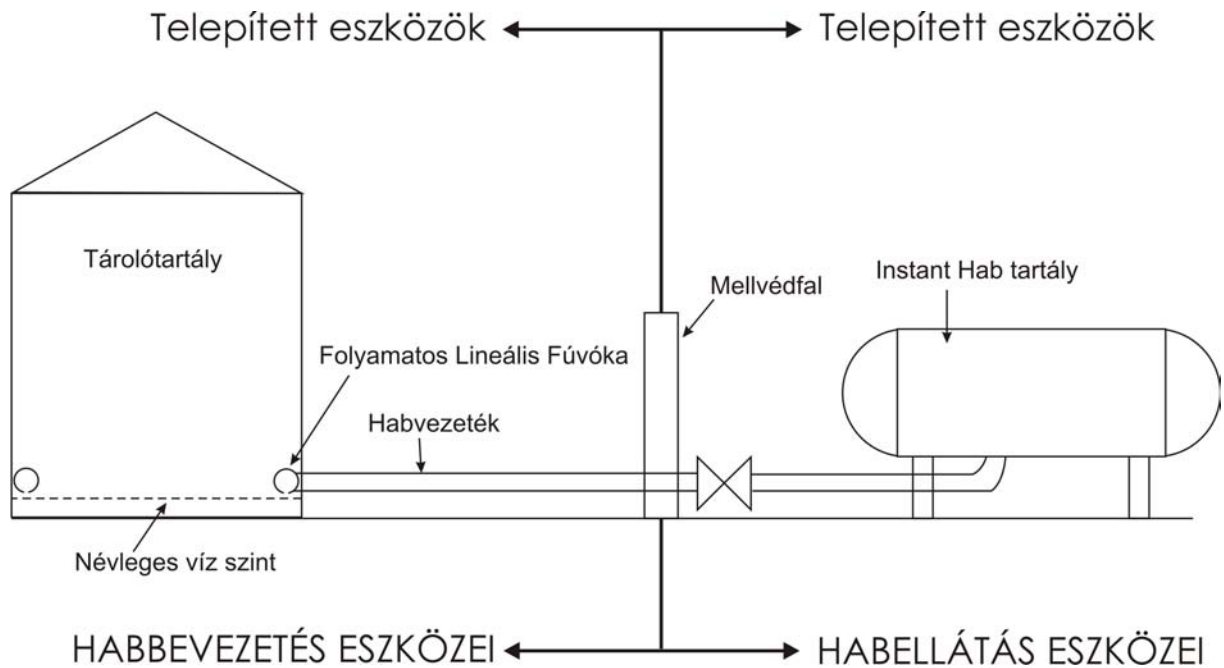 Telepített eszközök
Telepített eszközök
Tárolótartály
Mellvédfal
Instant Hab tartály
Folyamatos Lineális Fúvóka
Habvezeték
Névleges víz szint
HABBEVEZETÉS ESZKÖZEI
HABELLÁTÁS ESZKÖZEI